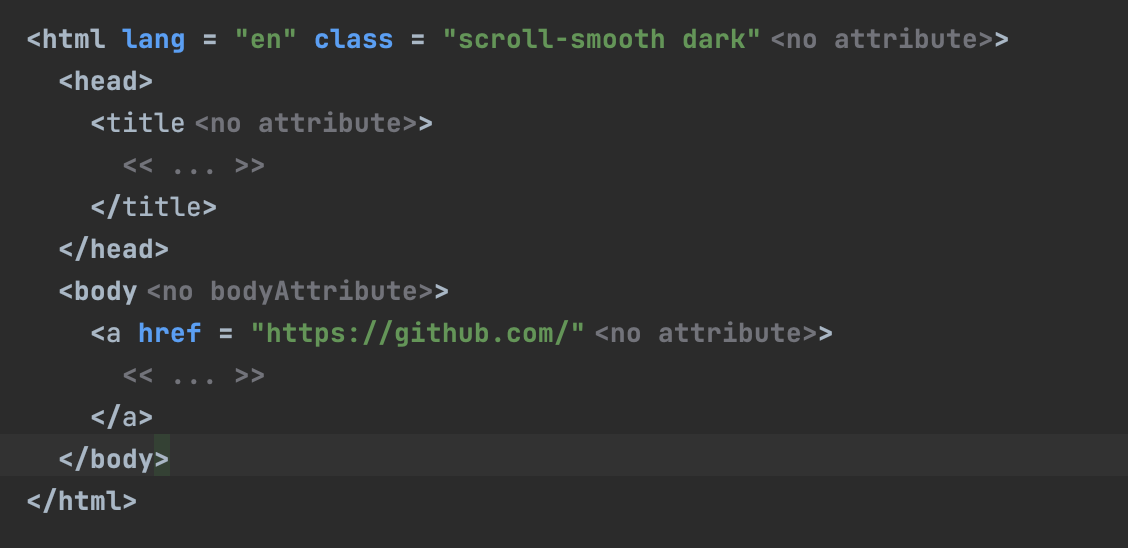 <html lang = "en" class = "scroll-smooth dark" <no attribute>>
<head>
<title <no attribute>>
<< ... >>
</title>
</head>
<body <no bodyAttribute>>
<a href = "https://github.com/" <no attribute>>
<< ... >>
</a>
</body>
</html>